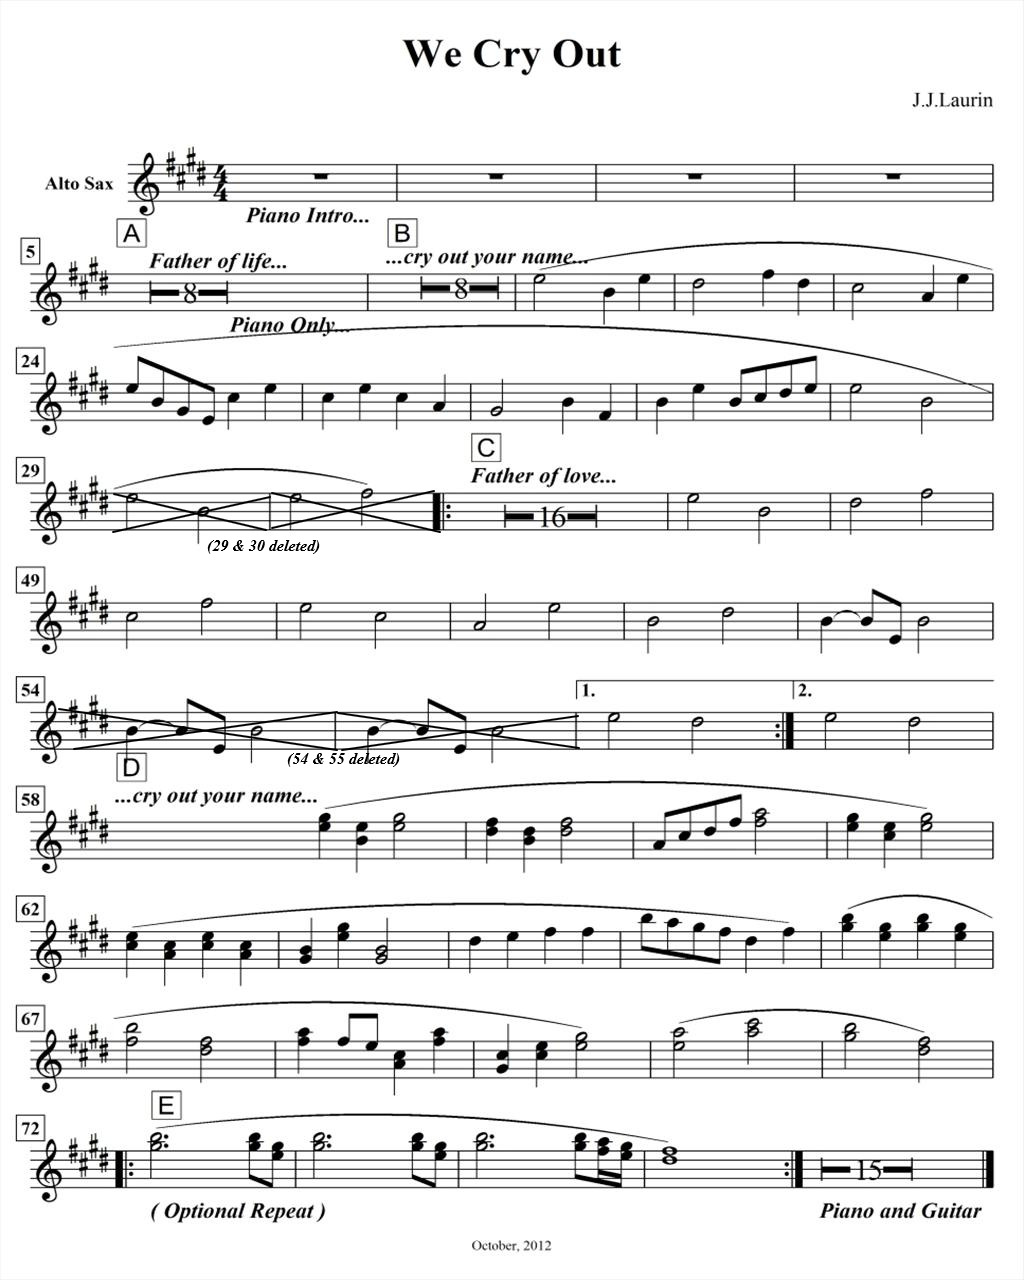 We Cry Out
J.J.Laurin
Alto Sax
4
4
Piano Intro...
A
B
5
Father of life...
...cry out your name...
8
8
Piano Only...
24
C
29
Father of love...
16
(29 & 30 deleted)
49
54
1.
2.
(54 & 55 deleted)
D
58
...cry out your name...
62
67
E
72
15
( Optional Repeat )
Piano and Guitar
October, 2012